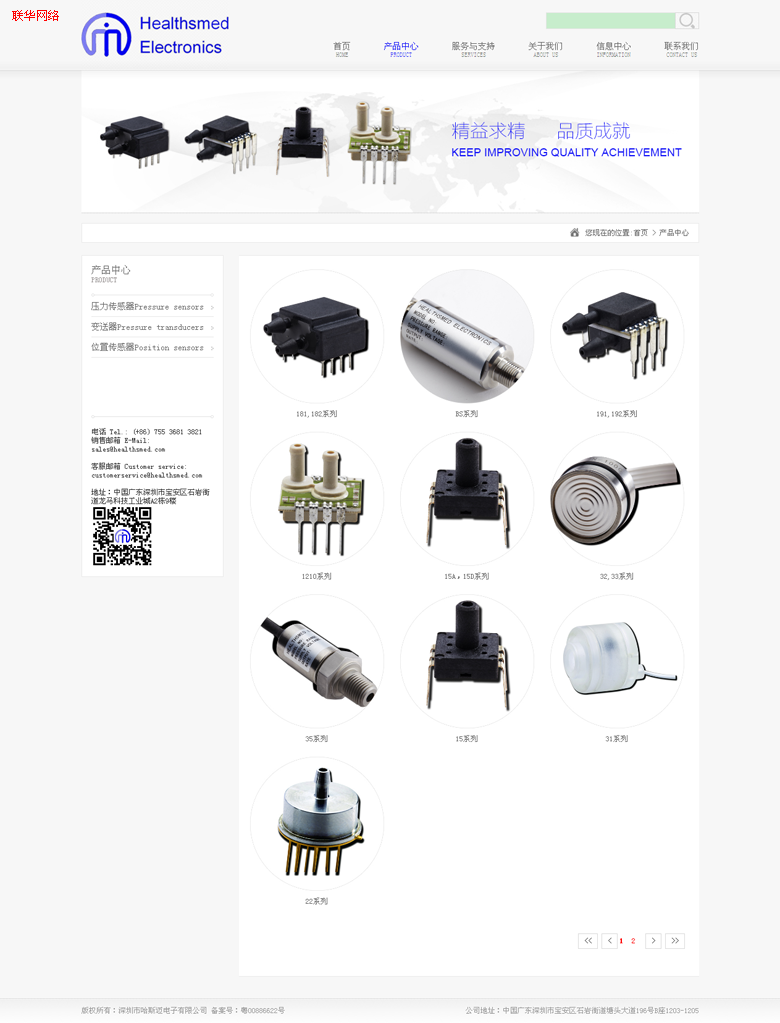 联华网络
Healthsmed
Electronics
首页 产品中心 服务与支持 关于我们 信息中心 联系我们
HOME PRODUCT SERVICES ABOUT US INFORMATION CONTACT US
精益求精 品质成就
KEEP IMPROVING QUALITY ACHIEVEMENT
您现在的位置:首页 > 产品中心
产品中心
PRODUCT
压力传感器Pressure sensors
变送器Pressure transducers
位置传感器Position sensors
电话 Tel.: (+86) 755 3681 3821
销售邮箱 E-Mail:
sales@healthsmed.com
客服邮箱 Customer service:
customerservice@healthsmed.com
地址：中国广东深圳市宝安区石岩街
道龙马科技工业城A2栋9楼
HEALTHSMED ELECTRONICS
MODEL NO.
PRESSURE RANGE
SUPPLY VOLTAGE
OUTPUT
181,182系列
BS系列
191,192系列
1210系列
15A，15D系列
32,33系列
35系列
15系列
31系列
22系列
1 2
版权所有：深圳市哈斯迈电子有限公司 备案号：粤00886622号
公司地址：中国广东深圳市宝安区石岩街道塘头大道196号B座1203-1205